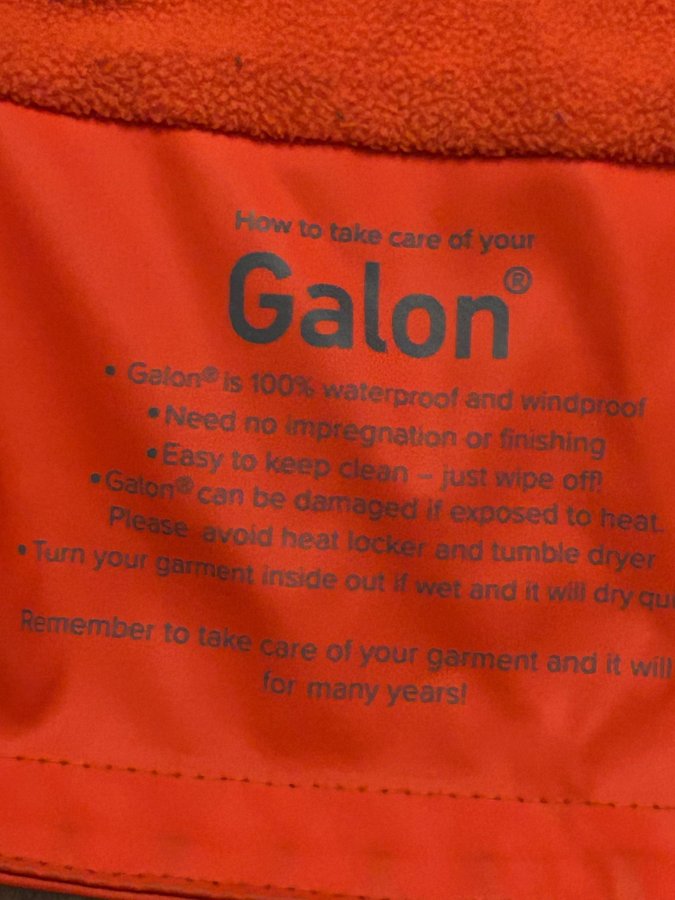 How to take care of your
Galon®
• Galon® is 100% waterproof and windproof
• Need no impregnation or finishing
• Easy to keep clean – just wipe off!
• Galon® can be damaged if exposed to heat.
Please avoid heat locker and tumble dryer
• Turn your garment inside out if wet and it will dry
Remember to take care of your garment and it will
for many years!